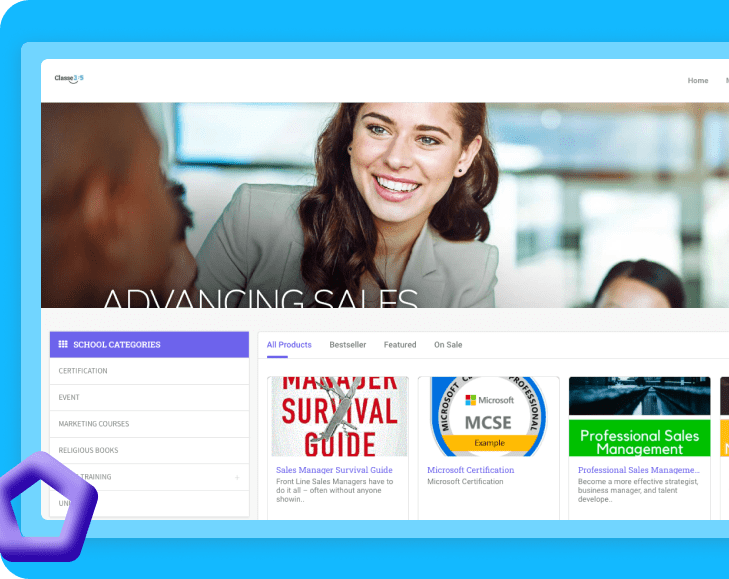 Classe365
Home
ADVANCING SALES
SCHOOL CATEGORIES
CERTIFICATION
EVENT
MARKETING COURSES
RELIGIOUS BOOKS
TRAINING
All Products Bestseller Featured On Sale
MANAGER
SURVIVAL
GUIDE
Sales Manager Survival Guide
Front Line Sales Managers have to
do it all – often without anyone
showin..
PROFESSIONAL
MICROSOFT
Microsoft
MCSE
Example
Microsoft Certification
Microsoft Certification
Professional Sales
Management
Professional Sales Manageme...
Become a more effective strategist,
business manager, and talent
develope..